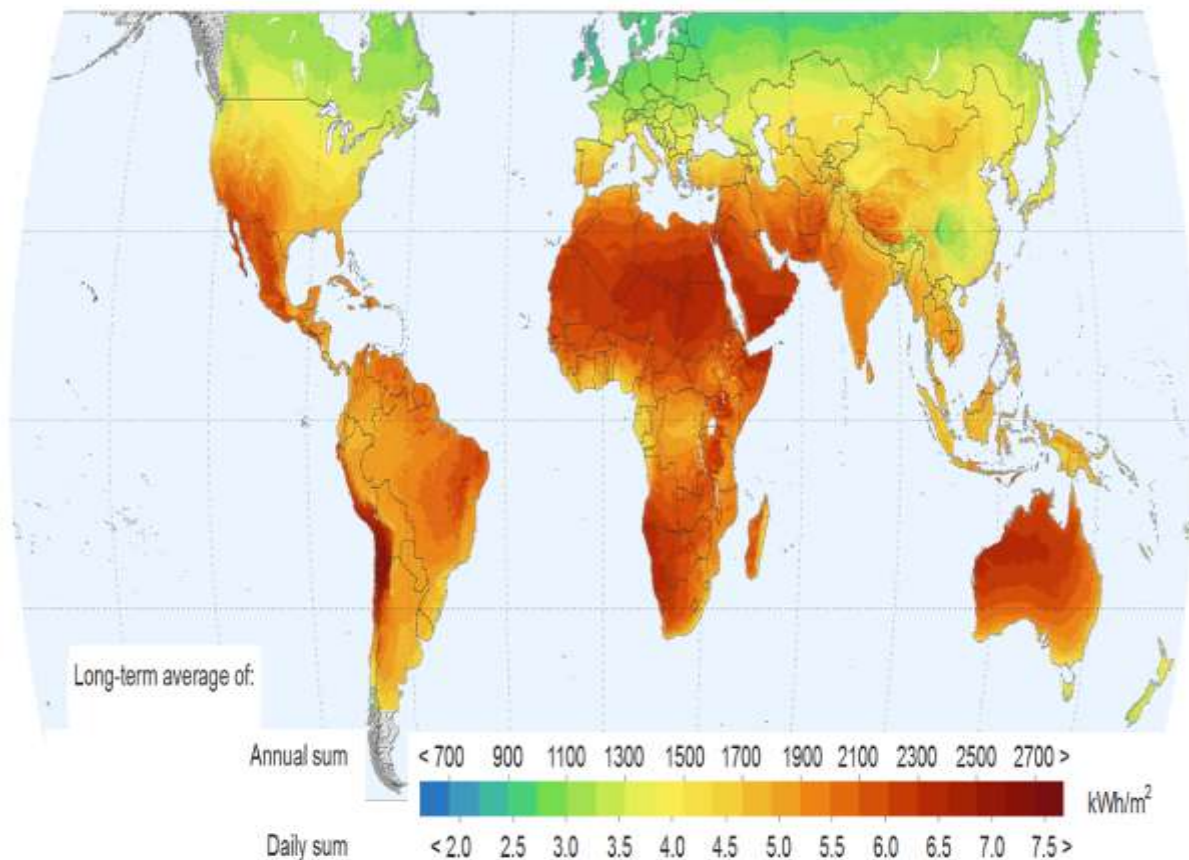 Long-term average of:
Annual sum < 700 900 1100 1300 1500 1700 1900 2100 2300 2500 2700 >
kWh/m²
Daily sum < 2.0 2.5 3.0 3.5 4.0 4.5 5.0 5.5 6.0 6.5 7.0 7.5 >